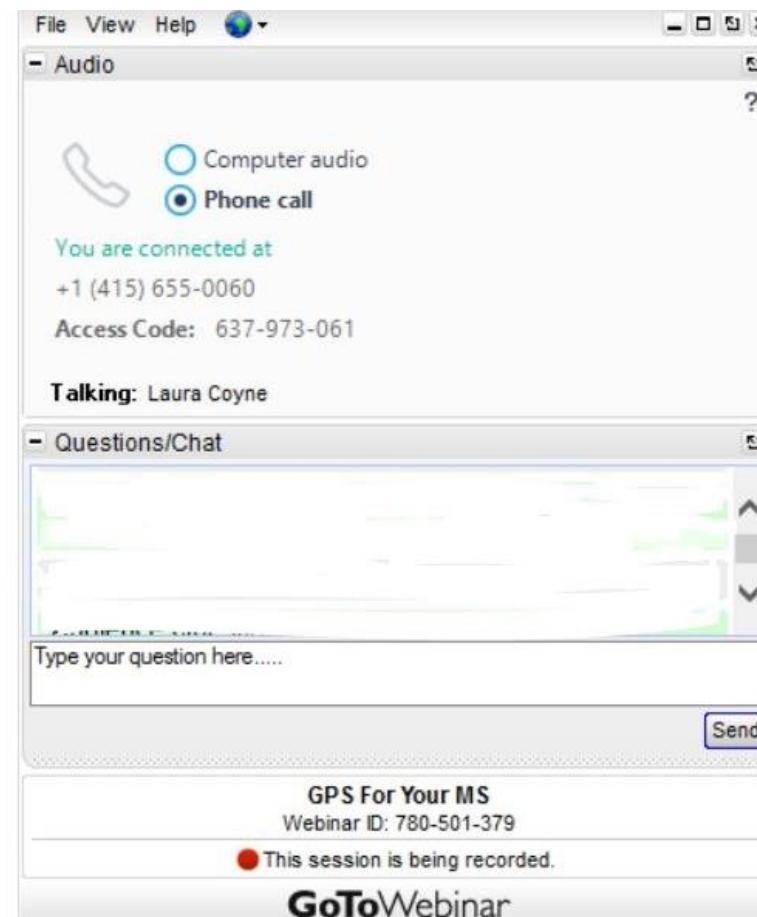 File View Help
Audio
?
Computer audio
Phone call
You are connected at
+1 (415) 655-0060
Access Code: 637-973-061
Talking: Laura Coyne
Questions/Chat
Type your question here.....
Send
GPS For Your MS
Webinar ID: 780-501-379
This session is being recorded.
GoToWebinar